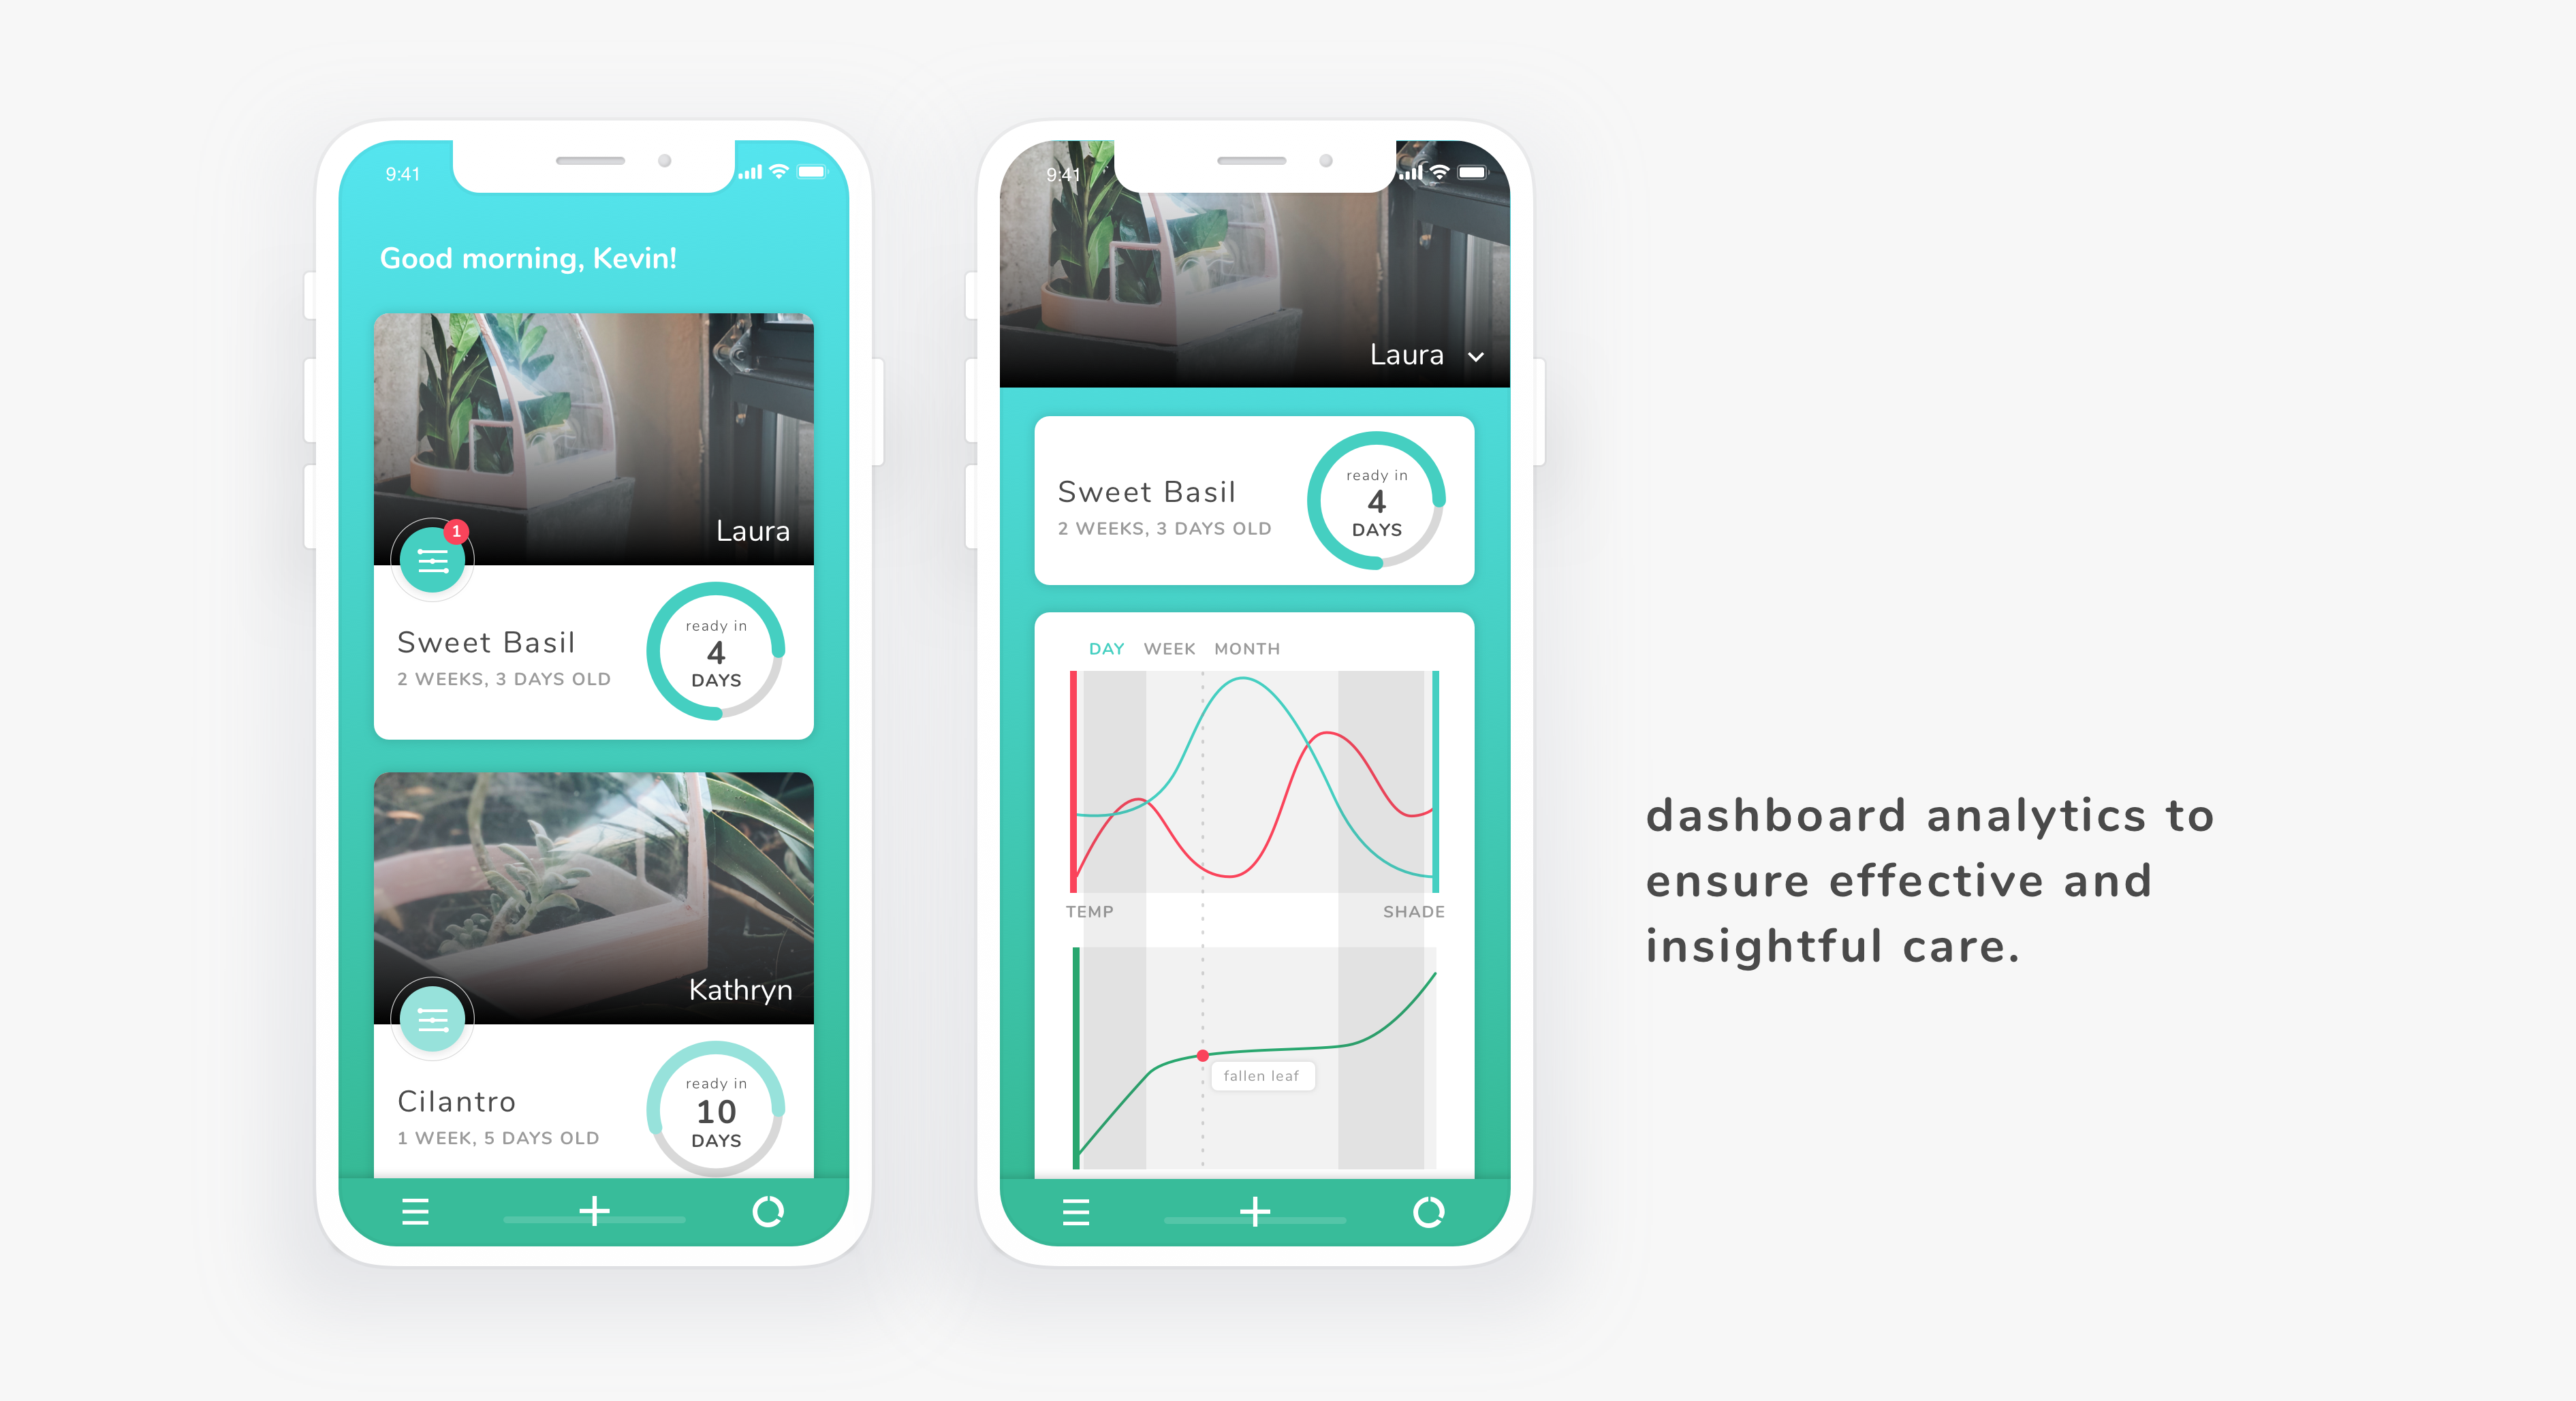 9:41
Good morning, Kevin!
Laura
1
Sweet Basil
2 WEEKS, 3 DAYS OLD
ready in
4
DAYS
Kathryn
Cilantro
1 WEEK, 5 DAYS OLD
ready in
10
DAYS
9:41
Laura
Sweet Basil
2 WEEKS, 3 DAYS OLD
ready in
4
DAYS
DAY WEEK MONTH
TEMP SHADE
fallen leaf
dashboard analytics to
ensure effective and
insightful care.